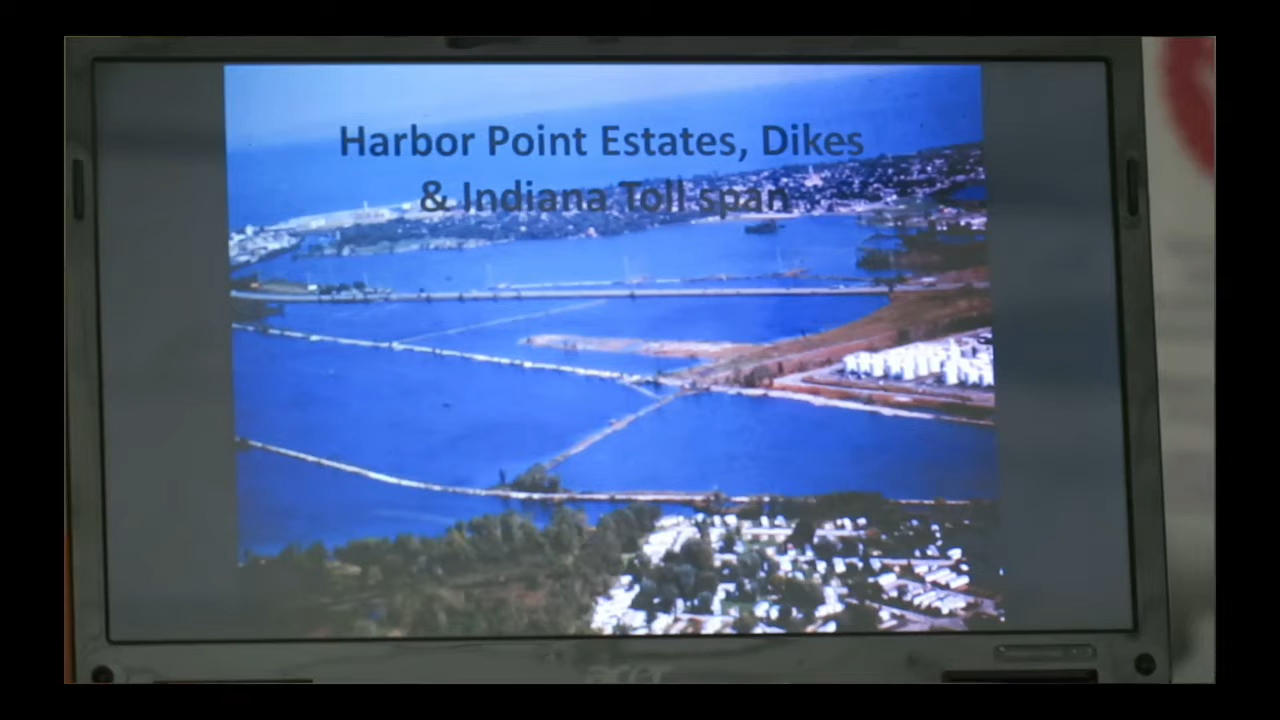 Harbor Point Estates, Dikes
& Indiana Toll span